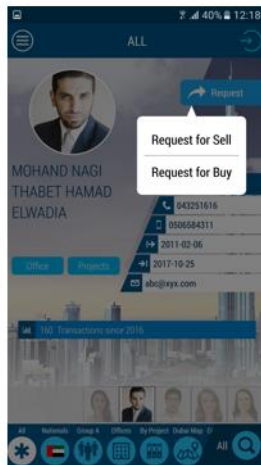 40% 12:18
ALL
Request
Request for Sell
Request for Buy
MOHAND NAGI
THABET HAMAD
ELWADIA
043251616
0506584311
2011-02-06
2017-10-25
abc@xyx.com
Office
Projects
160 Transactions since 2016
All Nationals Group A Offices By Project Dubai Map
All